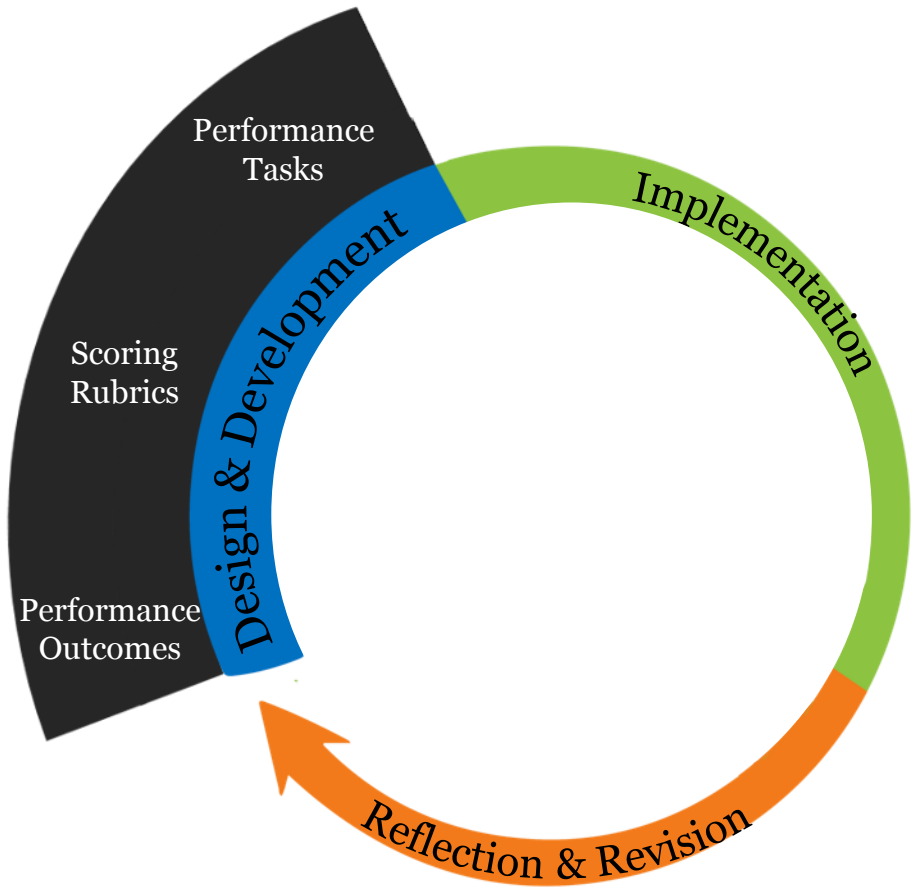 Performance
Tasks
Scoring
Rubrics
Performance
Outcomes
Design & Development
Implementation
Reflection & Revision